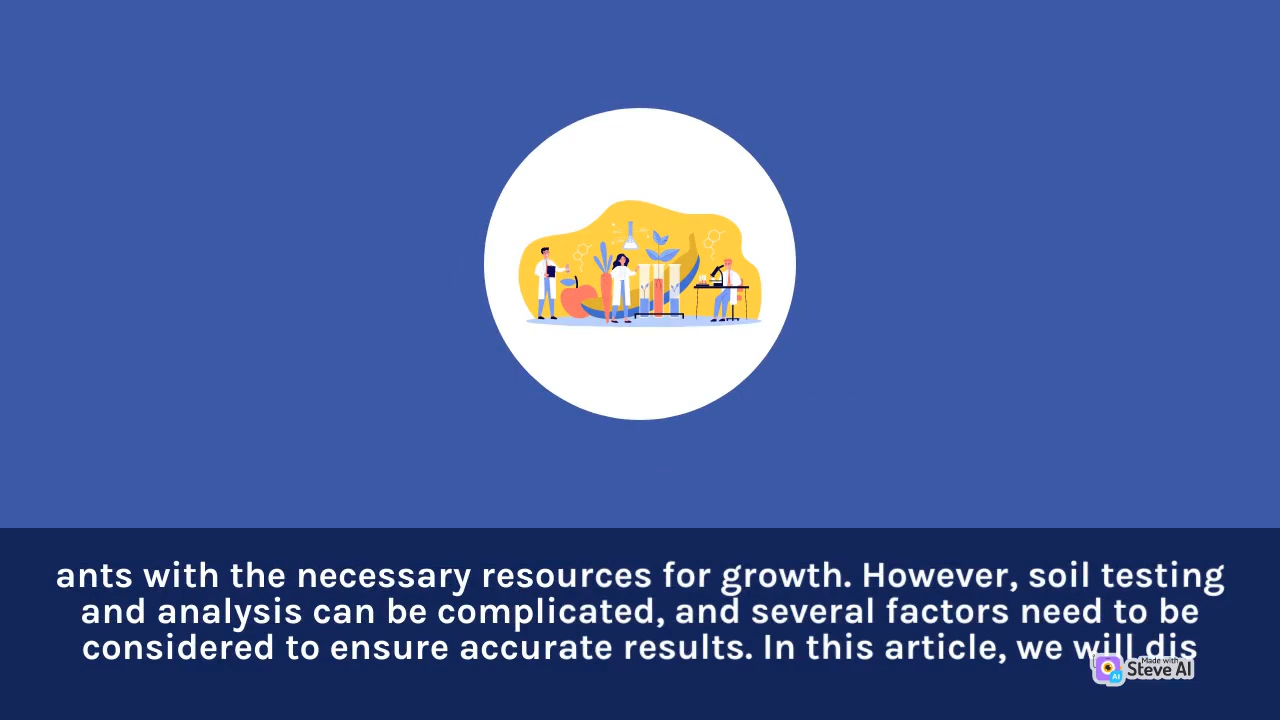 ants with the necessary resources for growth. However, soil testing
and analysis can be complicated, and several factors need to be
considered to ensure accurate results. In this article, we will dis
Made with
Steve AI
AI